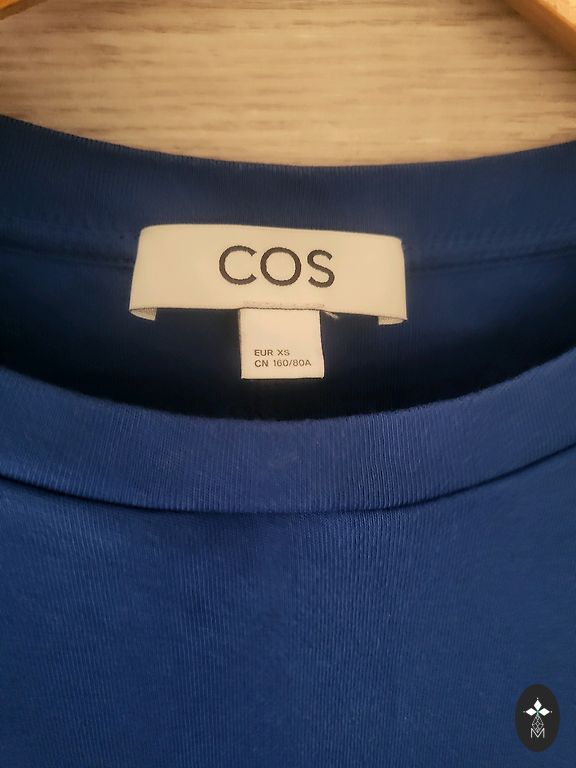 COS
EUR XS
CN 160/80A
M